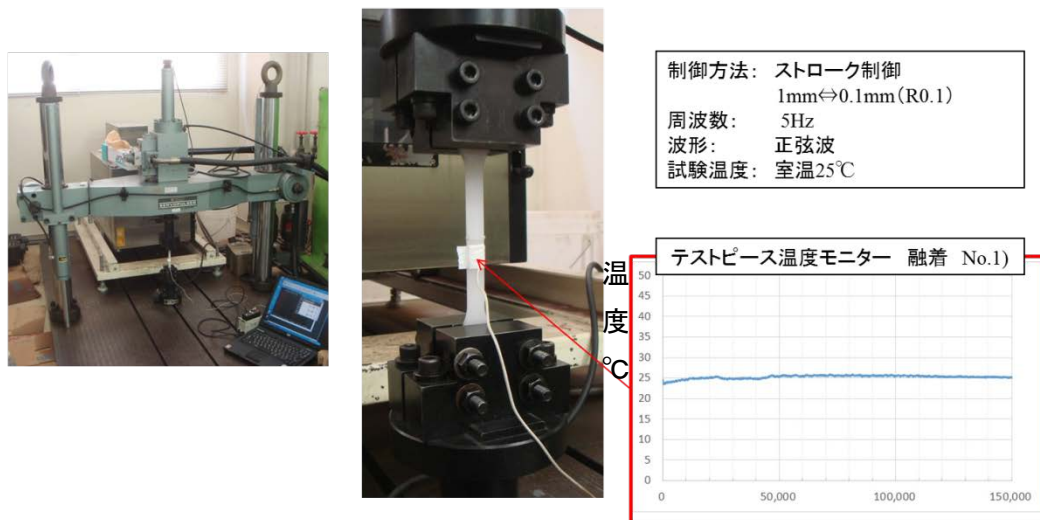 制御方法： ストローク制御
1mm⇔0.1mm（R0.1）
周波数： 5Hz
波形： 正弦波
試験温度： 室温25℃
テストピース温度モニター 融着 No.1)
温度℃
50
45
40
35
30
25
20
15
10
5
0
0 50,000 100,000 150,000